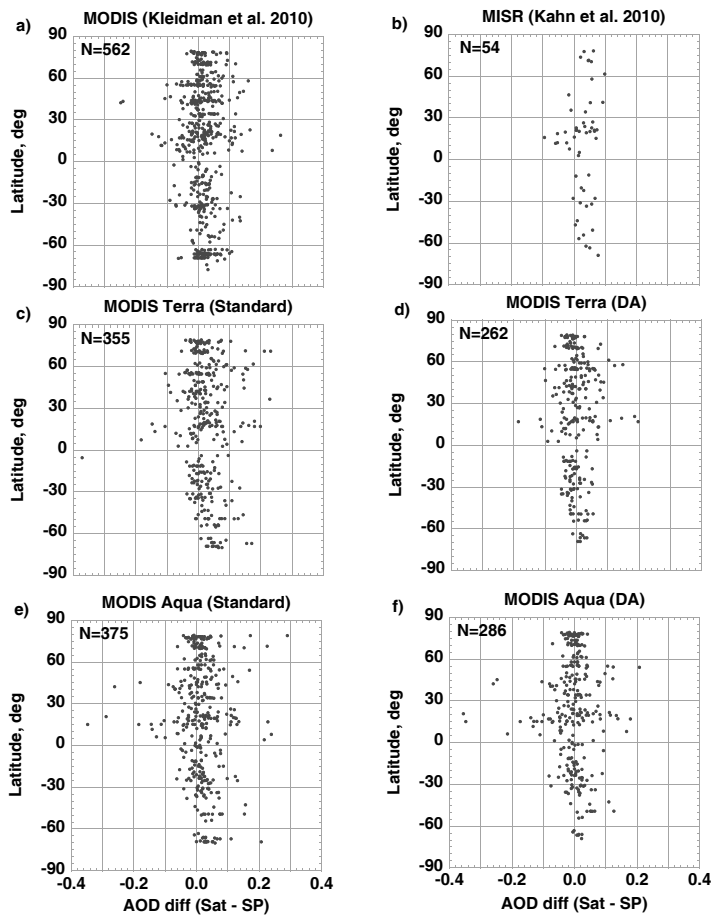 a) MODIS (Kleidman et al. 2010)
N=562
90
60
30
0
-30
-60
-90
Latitude, deg
b) MISR (Kahn et al. 2010)
N=54
90
60
30
0
-30
-60
-90
Latitude, deg
c) MODIS Terra (Standard)
N=355
90
60
30
0
-30
-60
-90
Latitude, deg
d) MODIS Terra (DA)
N=262
90
60
30
0
-30
-60
-90
Latitude, deg
e) MODIS Aqua (Standard)
N=375
90
60
30
0
-30
-60
-90
Latitude, deg
-0.4 -0.2 0.0 0.2 0.4
AOD diff (Sat - SP)
f) MODIS Aqua (DA)
N=286
90
60
30
0
-30
-60
-90
Latitude, deg
-0.4 -0.2 0.0 0.2 0.4
AOD diff (Sat - SP)